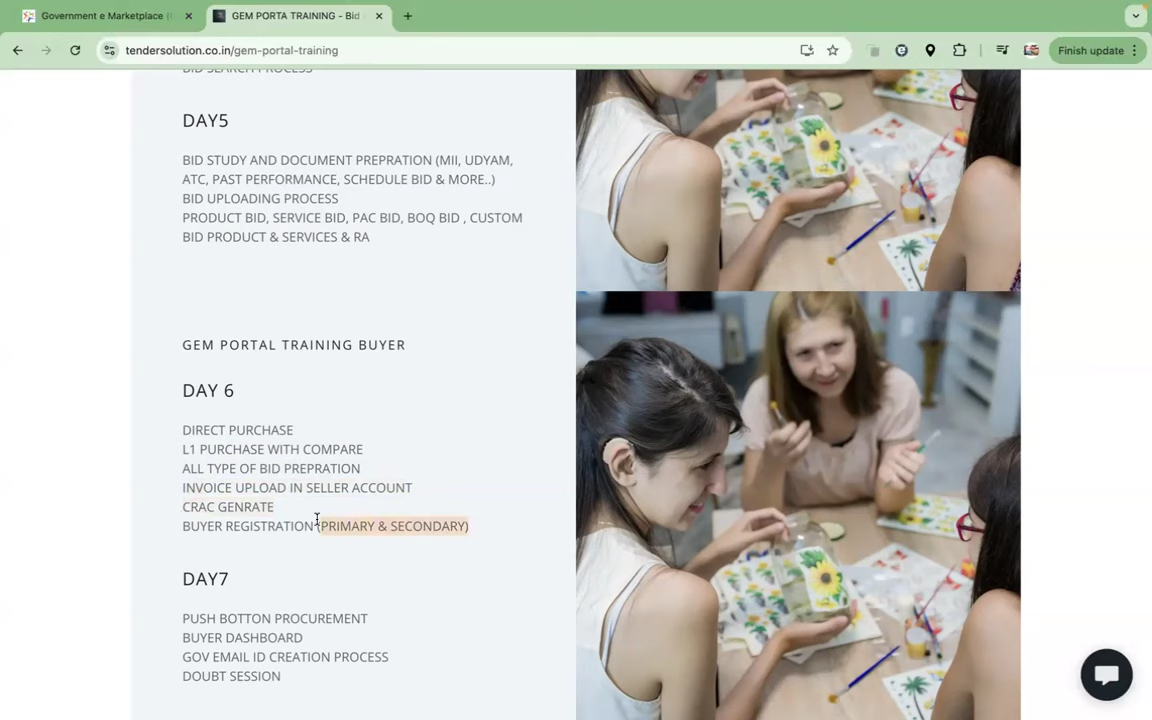 Government e Marketplace (
GEM PORTA TRAINING - Bid
tendersolution.co.in/gem-portal-training
Finish update
BID SEARCH PROCESS
DAY5
BID STUDY AND DOCUMENT PREPRATION (MII, UDYAM,
ATC, PAST PERFORMANCE, SCHEDULE BID & MORE..)
BID UPLOADING PROCESS
PRODUCT BID, SERVICE BID, PAC BID, BOQ BID , CUSTOM
BID PRODUCT & SERVICES & RA
GEM PORTAL TRAINING BUYER
DAY 6
DIRECT PURCHASE
L1 PURCHASE WITH COMPARE
ALL TYPE OF BID PREPRATION
INVOICE UPLOAD IN SELLER ACCOUNT
CRAC GENRATE
BUYER REGISTRATION (PRIMARY & SECONDARY)
DAY7
PUSH BOTTON PROCUREMENT
BUYER DASHBOARD
GOV EMAIL ID CREATION PROCESS
DOUBT SESSION